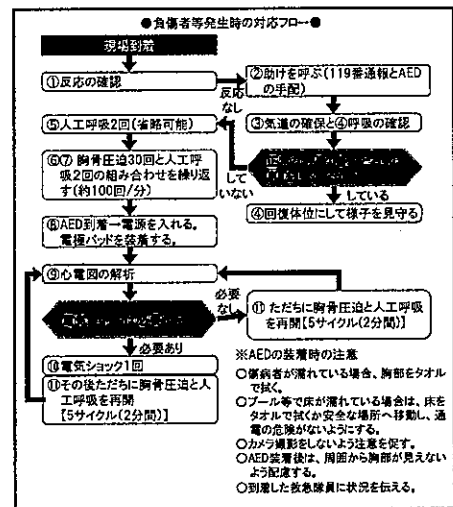 ●負傷者等発生時の対応フロー●
現場到着
①反応の確認
反応
なし
②助けを呼ぶ(119番通報とAED
の手配)
③気道の確保と④呼吸の確認
している
④回復体位にして様子を見守る
して
いない
⑤人工呼吸2回(省略可能)
⑥⑦ 胸骨圧迫30回と人工呼
吸2回の組み合わせを繰り返
す(約100回/分)
⑧AED到着→電源を入れる。
電極パッドを装着する。
⑨心電図の解析
必要
なし
⑪ ただちに胸骨圧迫と人工呼吸
を再開【5サイクル(2分間)】
必要あり
⑩電気ショック1回
⑪その後ただちに胸骨圧迫と人
工呼吸を再開
【5サイクル(2分間)】
※AEDの装着時の注意
○傷病者が濡れている場合、胸部をタオル
で拭く。
○プール等で床が濡れている場合は、床を
タオルで拭くか安全な場所へ移動し、通
電の危険がないようにする。
○カメラ撮影をしないよう注意を促す。
○AED装着後は、周囲から胸部が見えない
よう配慮する。
○到着した救急隊員に状況を伝える。